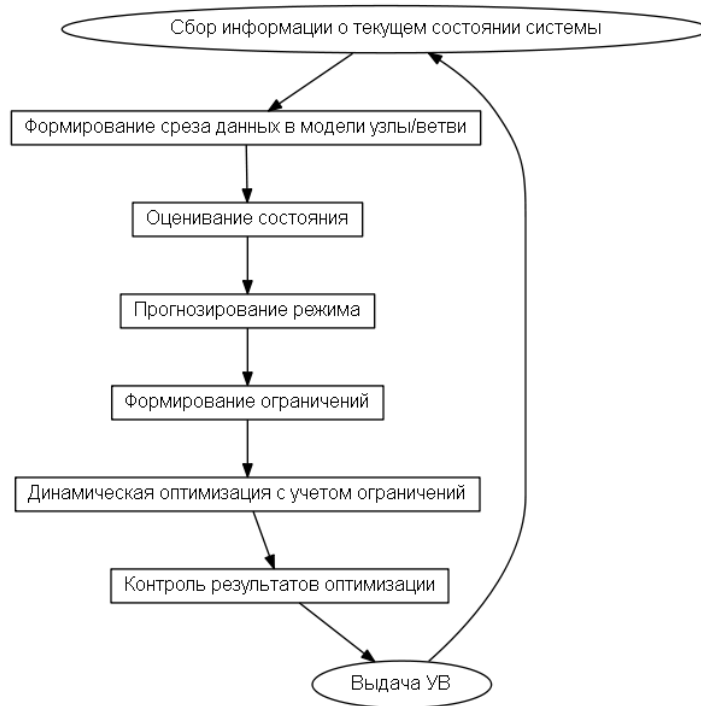 Сбор информации о текущем состоянии системы
Формирование среза данных в модели узлы/ветви
Оценивание состояния
Прогнозирование режима
Формирование ограничений
Динамическая оптимизация с учетом ограничений
Контроль результатов оптимизации
Выдача УВ